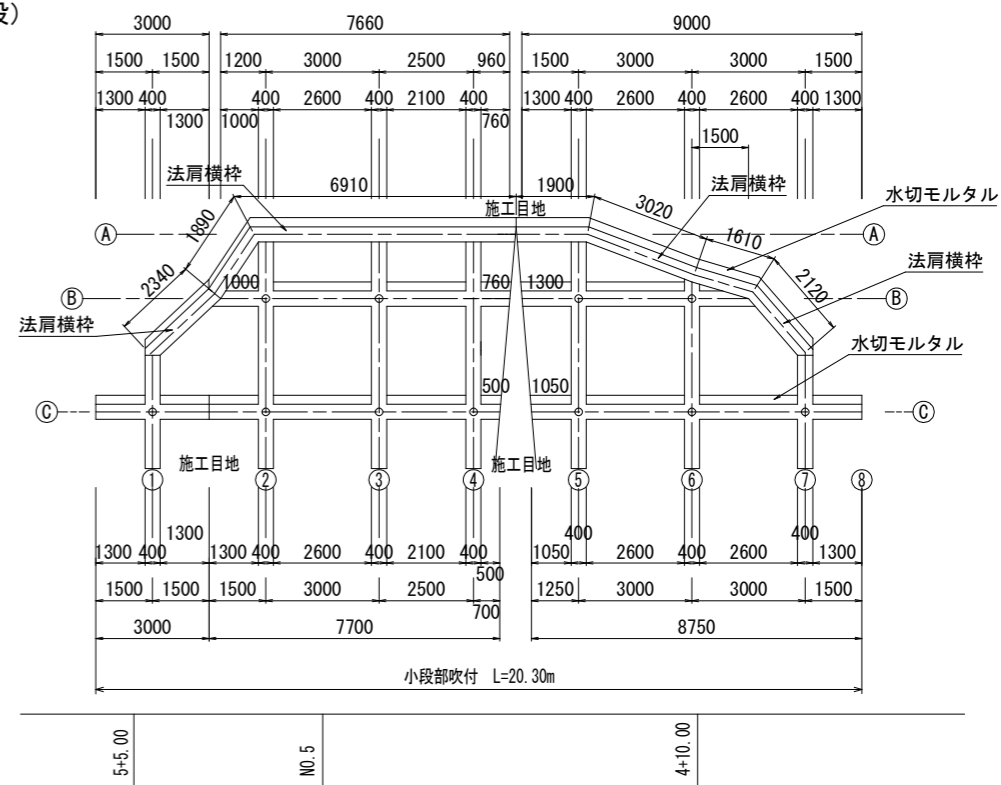 段)
3000 7660 9000
1500 1500 1200 3000 2500 960 1500 3000 3000 1500
1300 400 400 2600 400 2100 400 1300 400 2600 400 2600 400 1300
1300 1000 760 1500
法肩横枠 6910 1900 法肩横枠
施工目地 3020 水切モルタル
1890 1610
A A
2340 1000 760 1300 2120 法肩横枠
B B
法肩横枠 水切モルタル
500 1050
C C
施工目地 施工目地
1 2 3 4 5 6 7 8
1300 400 400
1300 400 1300 400 2600 400 2100 400 1050 2600 400 2600 1300
500
1500 1500 1500 3000 2500 1250 3000 3000 1500
700
3000 7700 8750
小段部吹付 L=20.30m
5+5.00 NO.5 4+10.00